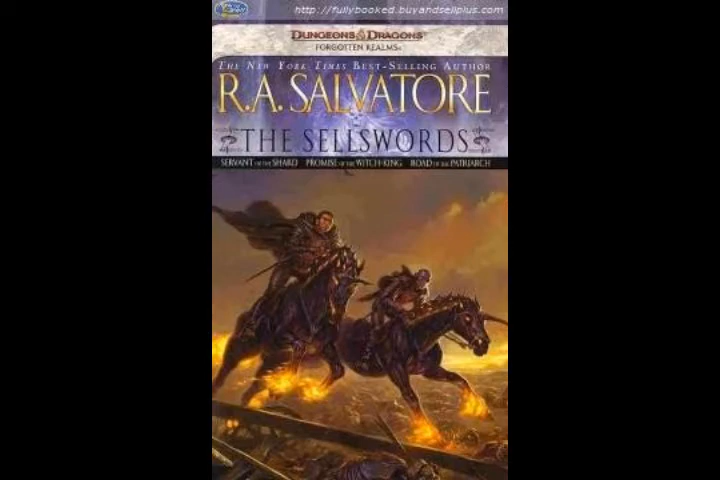 http://fullybooked.buyandsellplus.com
DUNGEONS & DRAGONS
FORGOTTEN REALMS
THE NEW YORK TIMES BEST-SELLING AUTHOR
R.A. SALVATORE
THE SELLSWORDS
SERVANT OF THE SHARD PROMISE OF THE WITCH-KING ROAD OF THE PATRIARCH